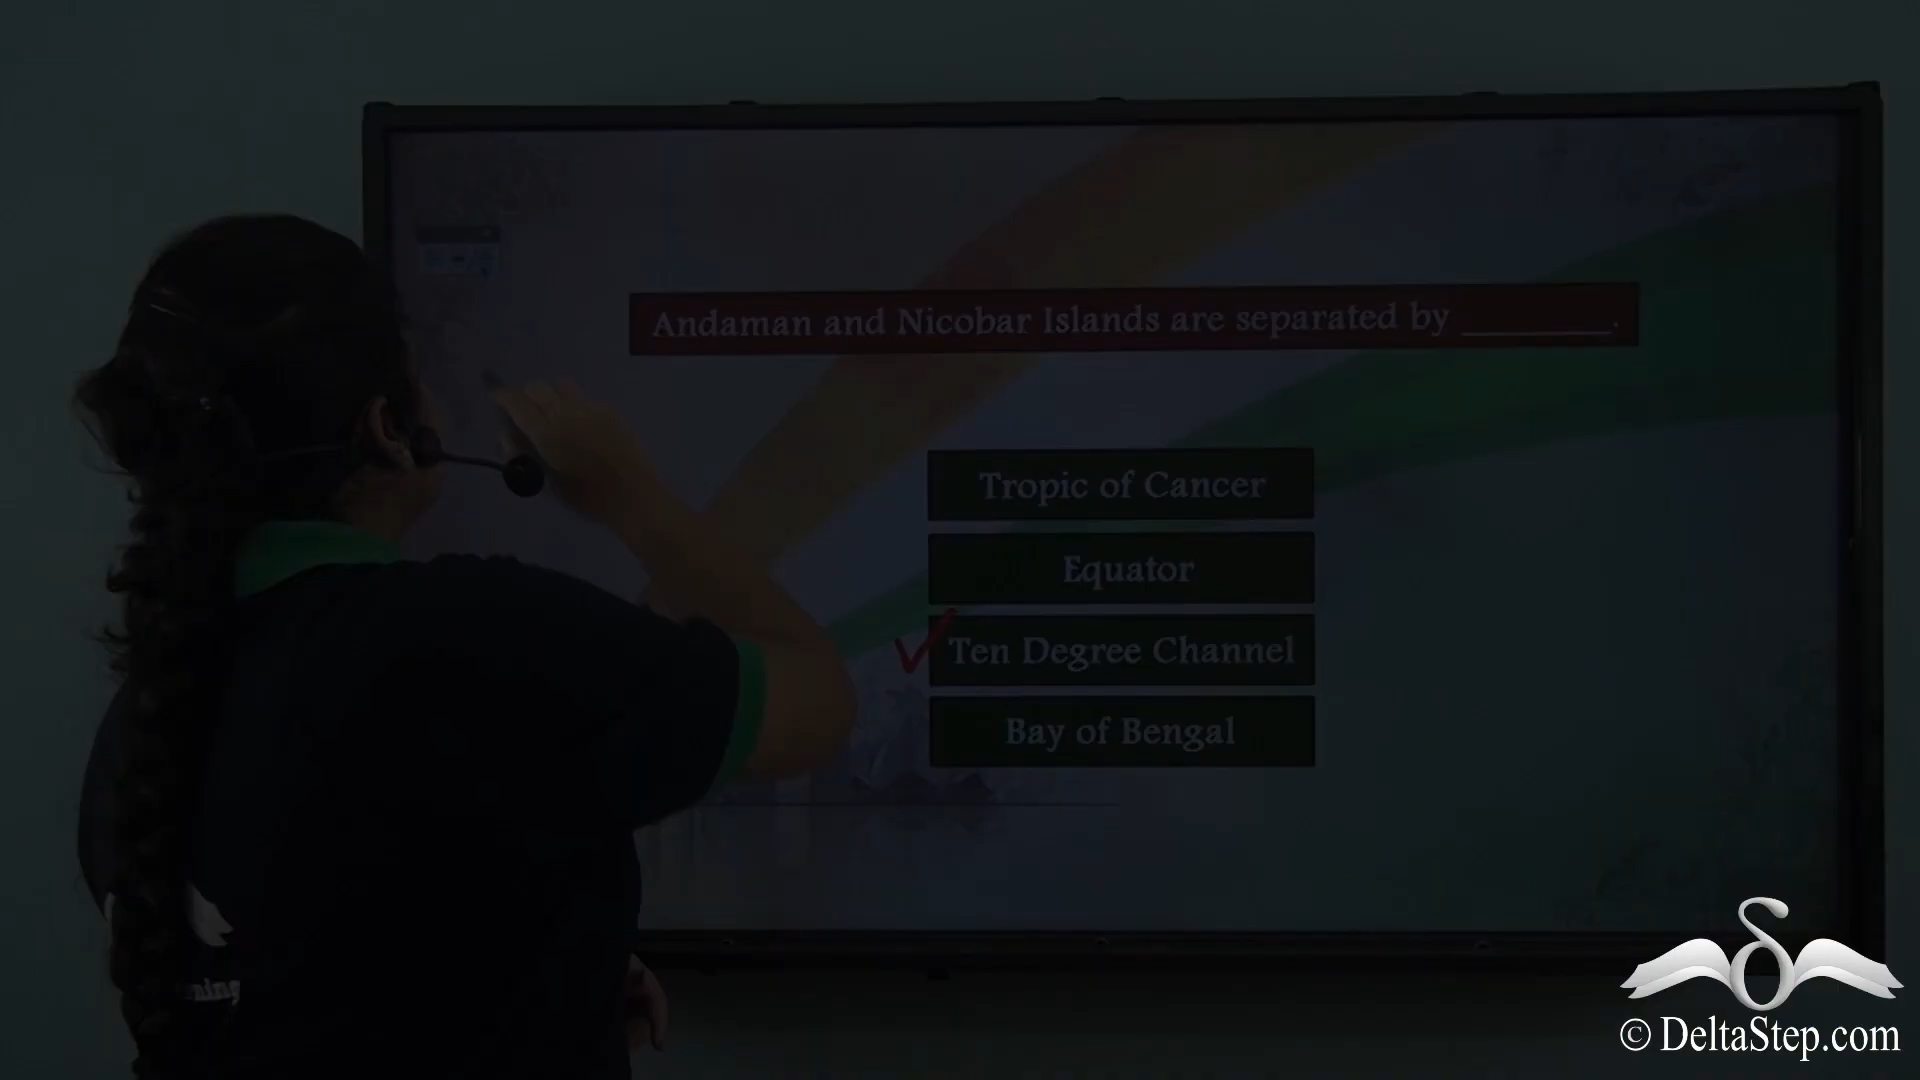 Andaman and Nicobar Islands are separated by __________.
Tropic of Cancer
Equator
Ten Degree Channel
Bay of Bengal
© DeltaStep.com